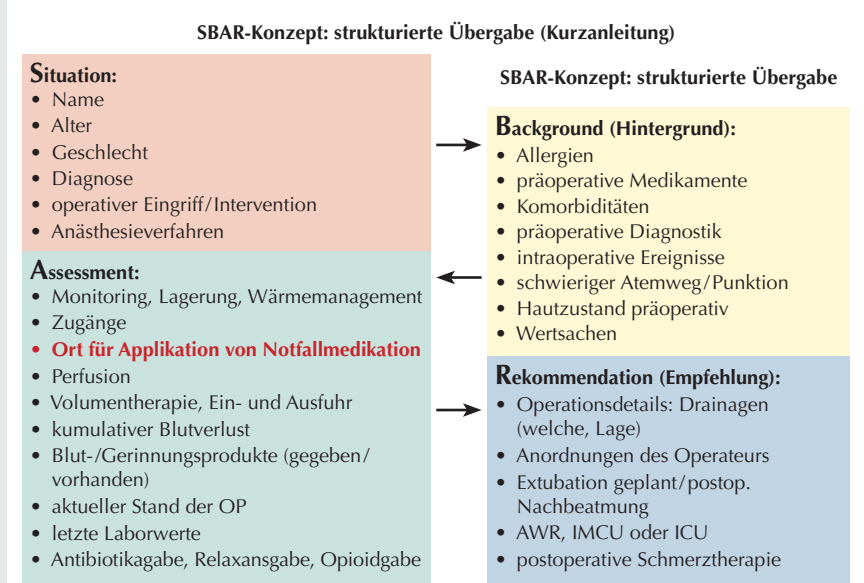 SBAR-Konzept: strukturierte Übergabe (Kurzanleitung)
Situation:
• Name
• Alter
• Geschlecht
• Diagnose
• operativer Eingriff/Intervention
• Anästhesieverfahren
SBAR-Konzept: strukturierte Übergabe
Background (Hintergrund):
• Allergien
• präoperative Medikamente
• Komorbiditäten
• präoperative Diagnostik
• intraoperative Ereignisse
• schwieriger Atemweg/Punktion
• Hautzustand präoperativ
• Wertsachen
Assessment:
• Monitoring, Lagerung, Wärmemanagement
• Zugänge
• Ort für Applikation von Notfallmedikation
• Perfusion
• Volumentherapie, Ein- und Ausfuhr
• kumulativer Blutverlust
• Blut-/Gerinnungsprodukte (gegeben/
vorhanden)
• aktueller Stand der OP
• letzte Laborwerte
• Antibiotikagabe, Relaxansgabe, Opioidgabe
Rekommendation (Empfehlung):
• Operationsdetails: Drainagen
(welche, Lage)
• Anordnungen des Operateurs
• Extubation geplant/postop.
Nachbeatmung
• AWR, IMCU oder ICU
• postoperative Schmerztherapie